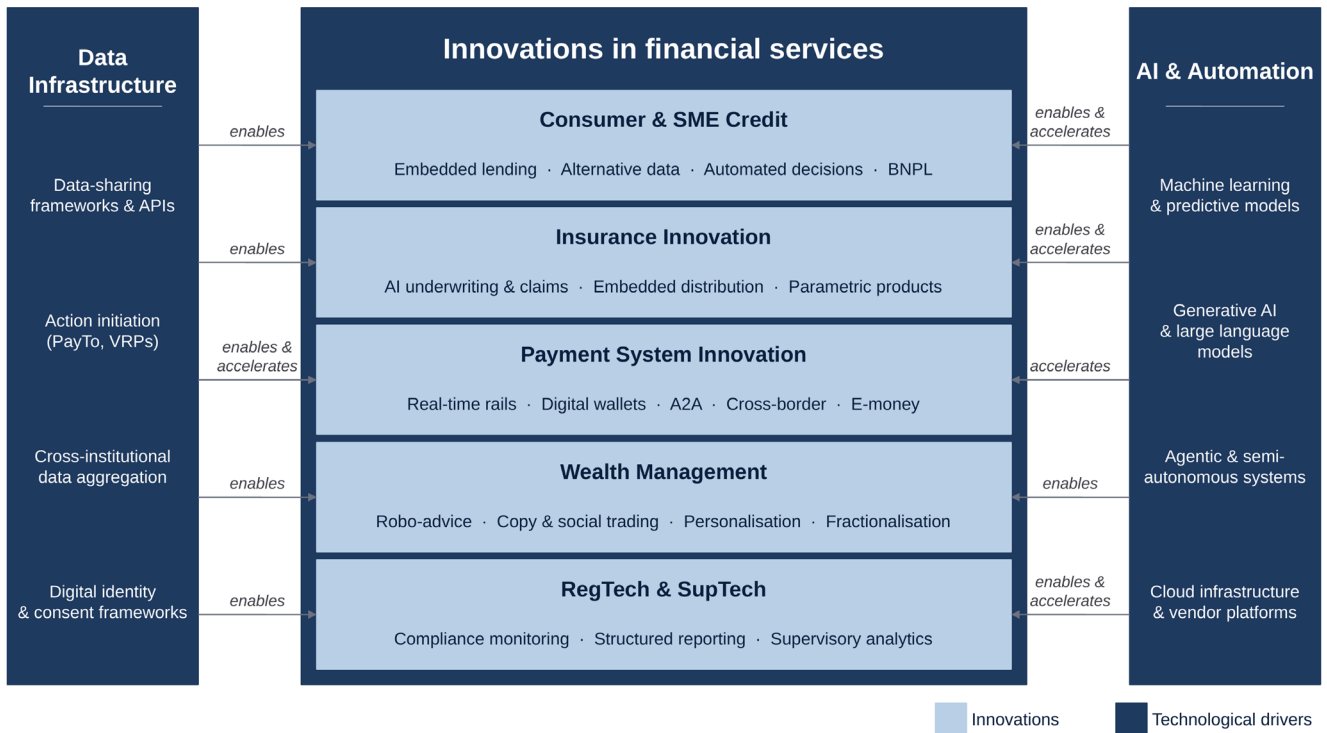 Data
Infrastructure
Data-sharing
frameworks & APIs
Action initiation
(PayTo, VRPs)
Cross-institutional
data aggregation
Digital identity
& consent frameworks
enables
enables
enables &
accelerates
enables
enables
Innovations in financial services
Consumer & SME Credit
Embedded lending · Alternative data · Automated decisions · BNPL
Insurance Innovation
AI underwriting & claims · Embedded distribution · Parametric products
Payment System Innovation
Real-time rails · Digital wallets · A2A · Cross-border · E-money
Wealth Management
Robo-advice · Copy & social trading · Personalisation · Fractionalisation
RegTech & SupTech
Compliance monitoring · Structured reporting · Supervisory analytics
enables &
accelerates
enables &
accelerates
accelerates
enables
enables &
accelerates
AI & Automation
Machine learning
& predictive models
Generative AI
& large language
models
Agentic & semi-
autonomous systems
Cloud infrastructure
& vendor platforms
Innovations
Technological drivers